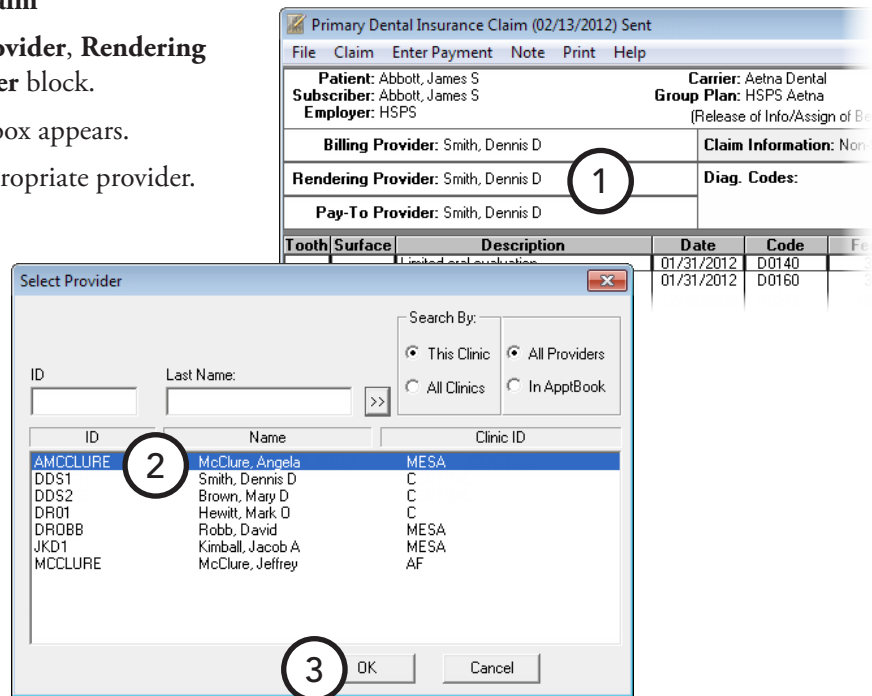 ovider, Rendering
er block.
box appears.
ropriate provider.
Primary Dental Insurance Claim (02/13/2012) Sent
File Claim Enter Payment Note Print Help
Patient: Abbott, James S
Carrier: Aetna Dental
Subscriber: Abbott, James S
Group Plan: HSPS Aetna
Employer: HSPS
(Release of Info/Assign of Be
Billing Provider: Smith, Dennis D
Claim Information: Non-
Rendering Provider: Smith, Dennis D
1
Diag. Codes:
Pay-To Provider: Smith, Dennis D
Tooth Surface Description Date Code Fe
Limited oral evaluation 01/31/2012 D0140
01/31/2012 D0160
Select Provider
Search By:
This Clinic All Providers
All Clinics In ApptBook
ID Last Name:
>>
ID Name Clinic ID
AMCCLURE 2 McClure, Angela MESA
DDS1 Smith, Dennis D C
DDS2 Brown, Mary D C
DR01 Hewitt, Mark O C
DROBB Robb, David MESA
JKD1 Kimball, Jacob A MESA
MCCLURE McClure, Jeffrey AF
3 OK Cancel